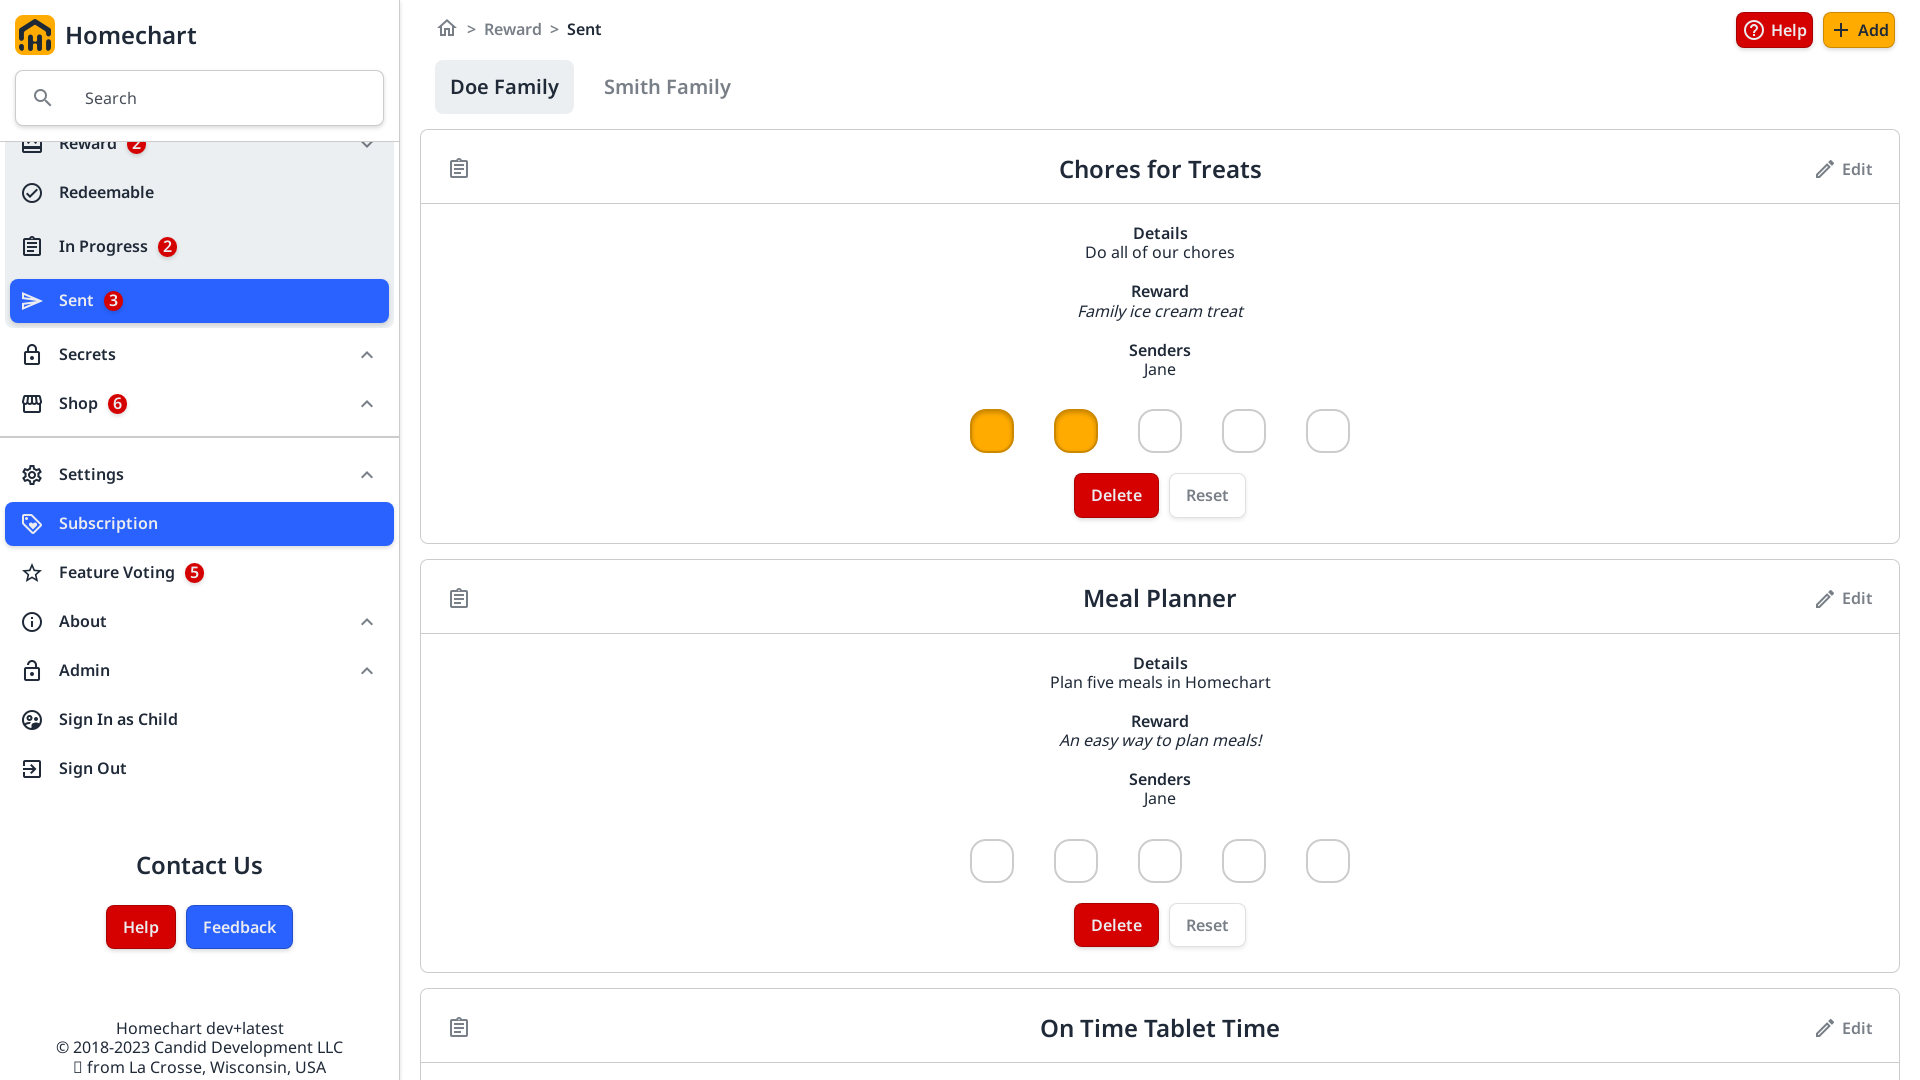 Homechart
Search
Reward 2
Redeemable
In Progress 2
Sent 3
Secrets
Shop 6
Settings
Subscription
Feature Voting 5
About
Admin
Sign In as Child
Sign Out
Contact Us
Help Feedback
Homechart dev+latest
© 2018-2023 Candid Development LLC
from La Crosse, Wisconsin, USA
> Reward > Sent
Help + Add
Doe Family Smith Family
Chores for Treats
Edit
Details
Do all of our chores
Reward
Family ice cream treat
Senders
Jane
Delete Reset
Meal Planner
Edit
Details
Plan five meals in Homechart
Reward
An easy way to plan meals!
Senders
Jane
Delete Reset
On Time Tablet Time
Edit